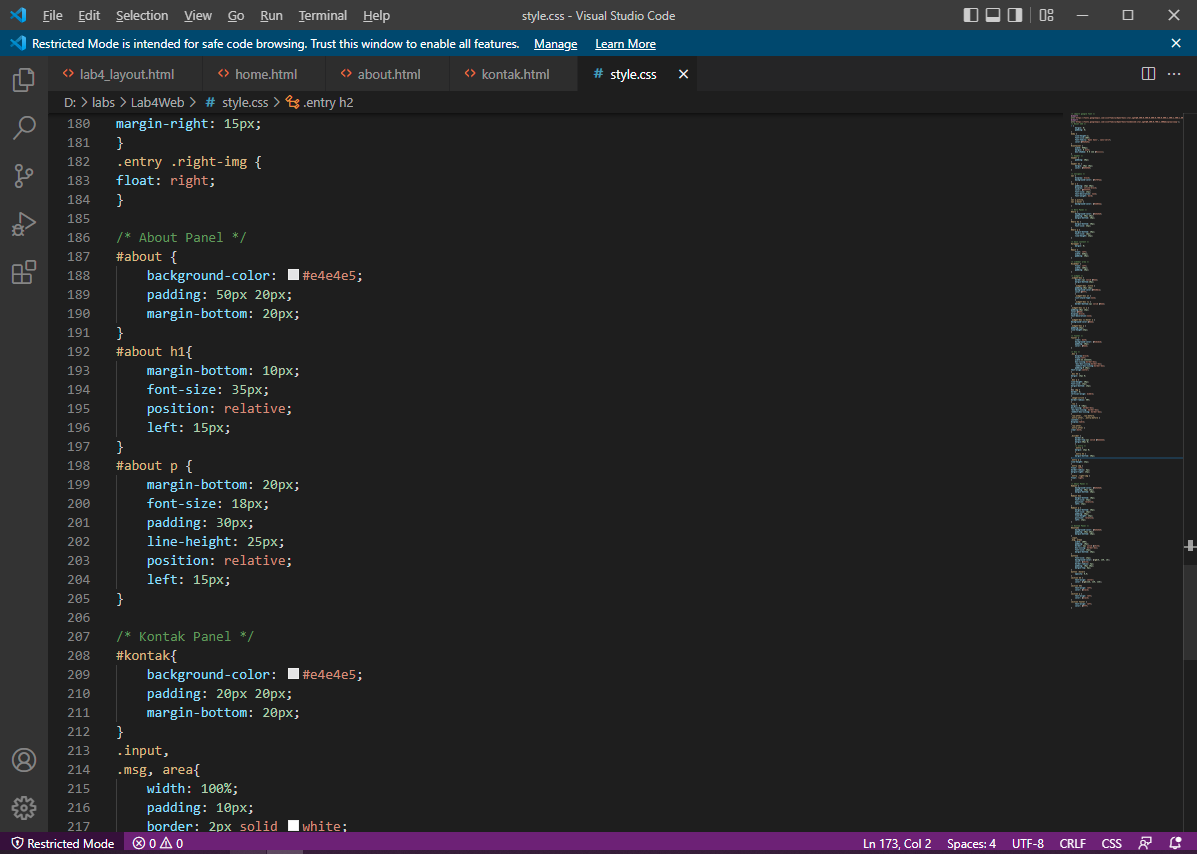 File Edit Selection View Go Run Terminal Help style.css - Visual Studio Code
Restricted Mode is intended for safe code browsing. Trust this window to enable all features. Manage Learn More
lab4_layout.html home.html about.html kontak.html # style.css
D: > labs > Lab4Web > # style.css > .entry h2
180 margin-right: 15px;
181 }
182 .entry .right-img {
183 float: right;
184 }
185
186 /* About Panel */
187 #about {
188 background-color: #e4e4e5;
189 padding: 50px 20px;
190 margin-bottom: 20px;
191 }
192 #about h1{
193 margin-bottom: 10px;
194 font-size: 35px;
195 position: relative;
196 left: 15px;
197 }
198 #about p {
199 margin-bottom: 20px;
200 font-size: 18px;
201 padding: 30px;
202 line-height: 25px;
203 position: relative;
204 left: 15px;
205 }
206
207 /* Kontak Panel */
208 #kontak{
209 background-color: #e4e4e5;
210 padding: 20px 20px;
211 margin-bottom: 20px;
212 }
213 .input,
214 .msg, area{
215 width: 100%;
216 padding: 10px;
217 border: 2px solid white;
Restricted Mode 0 0 Ln 173, Col 2 Spaces: 4 UTF-8 CRLF CSS